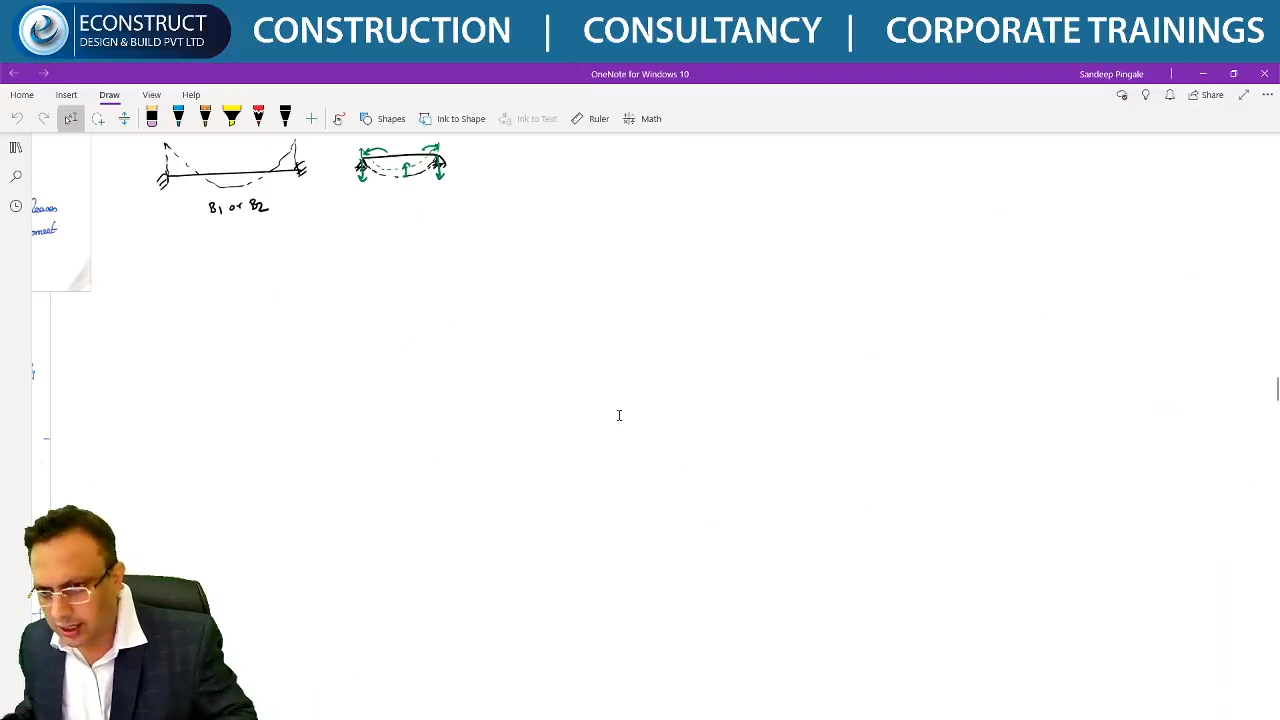 ECONSTRUCT
DESIGN & BUILD PVT LTD
CONSTRUCTION | CONSULTANCY | CORPORATE TRAININGS
OneNote for Windows 10
Sandeep Pingale
Home Insert Draw View Help
Share
Shapes
Ink to Shape
Ink to Text
Ruler
Math
B1 or B2